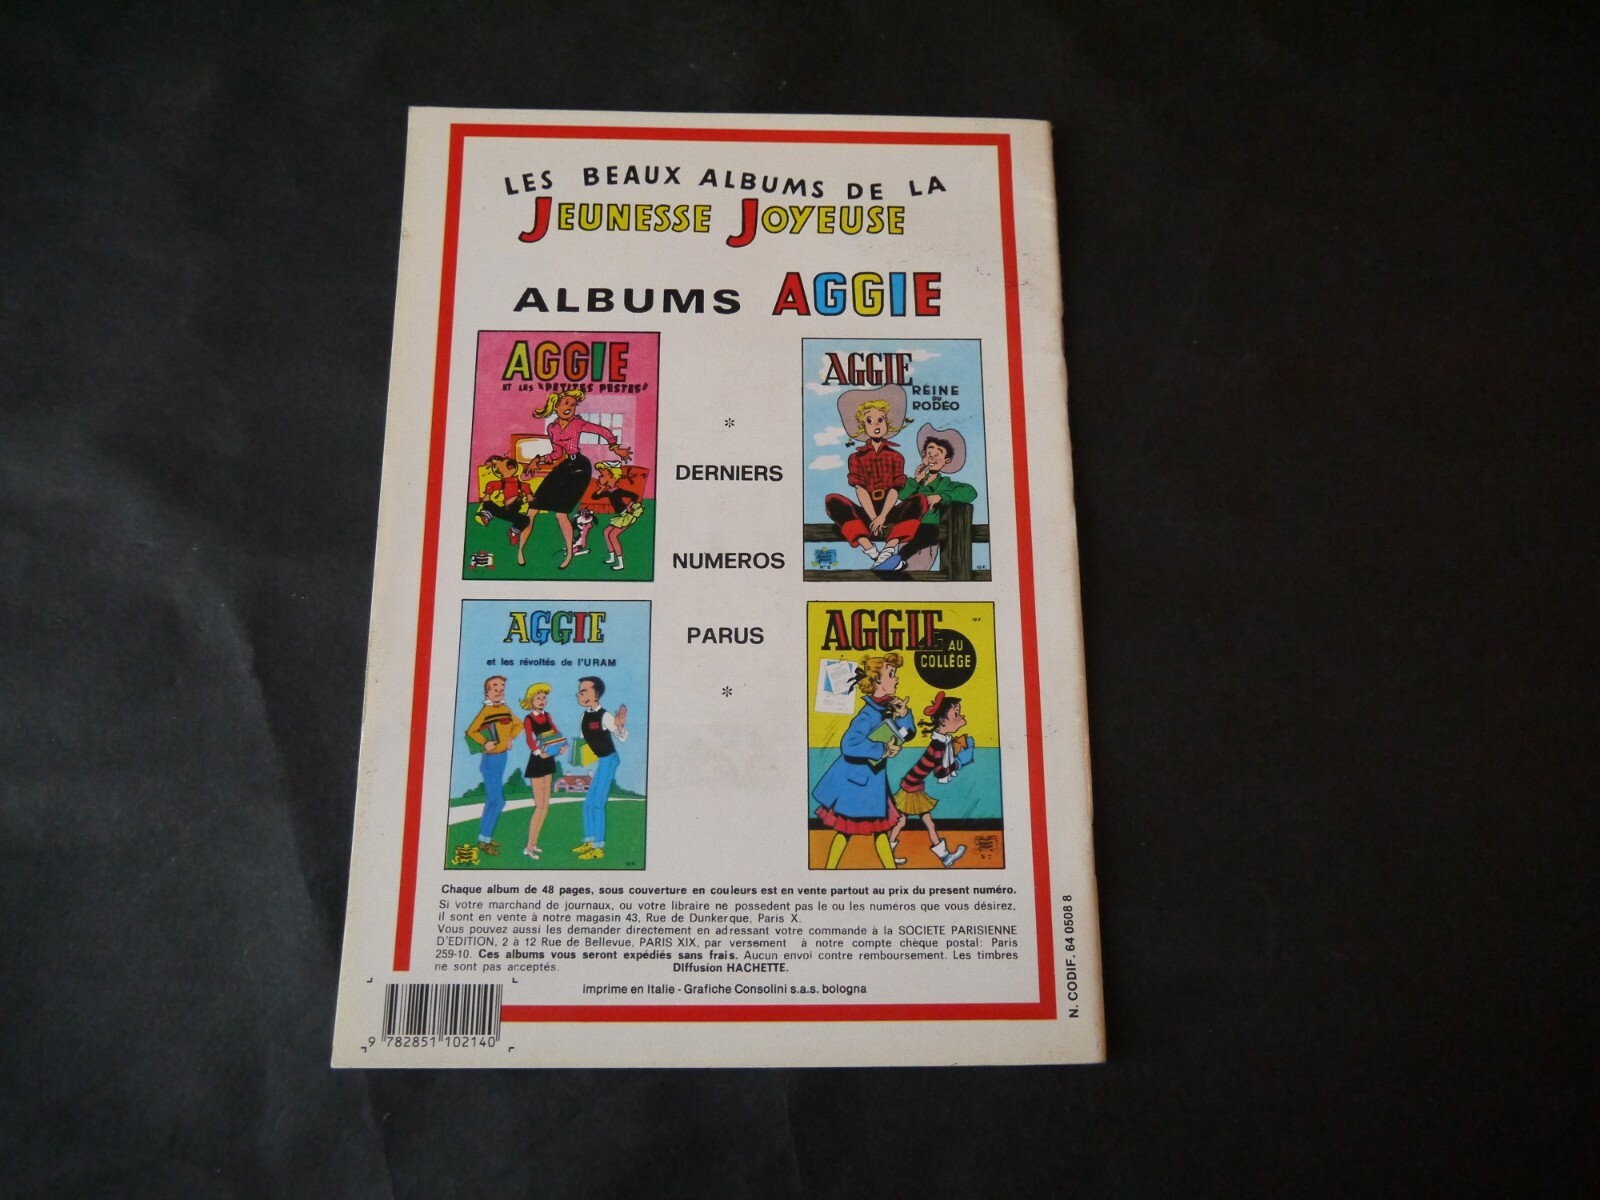 LES BEAUX ALBUMS DE LA
JEUNESSE JOYEUSE
ALBUMS AGGIE
AGGIE
ET LES "PETITES PESTES"
AGGIE
REINE
DU
RODÉO
N° 6
12 F.
*
DERNIERS
NUMEROS
PARUS
*
AGGIE
et les révoltés de l'URAM
12 F.
AGGIE
AU
COLLÈGE
12 F.
N. 7
Chaque album de 48 pages, sous couverture en couleurs est en vente partout au prix du present numéro.
Si votre marchand de journaux, ou votre libraire ne possedent pas le ou les numéros que vous désirez,
il sont en vente à notre magasin 43, Rue de Dunkerque, Paris X.
Vous pouvez aussi les demander directement en adressant votre commande à la SOCIETE PARISIENNE
D'EDITION, 2 à 12 Rue de Bellevue, PARIS XIX, par versement à notre compte chèque postal: Paris
259-10. Ces albums vous seront expédiés sans frais. Aucun envoi contre remboursement. Les timbres
ne sont pas acceptés. Diffusion HACHETTE.
imprime en Italie - Grafiche Consolini s.a.s. bologna
9 782851 102140
N. CODIF. 64 0508 8